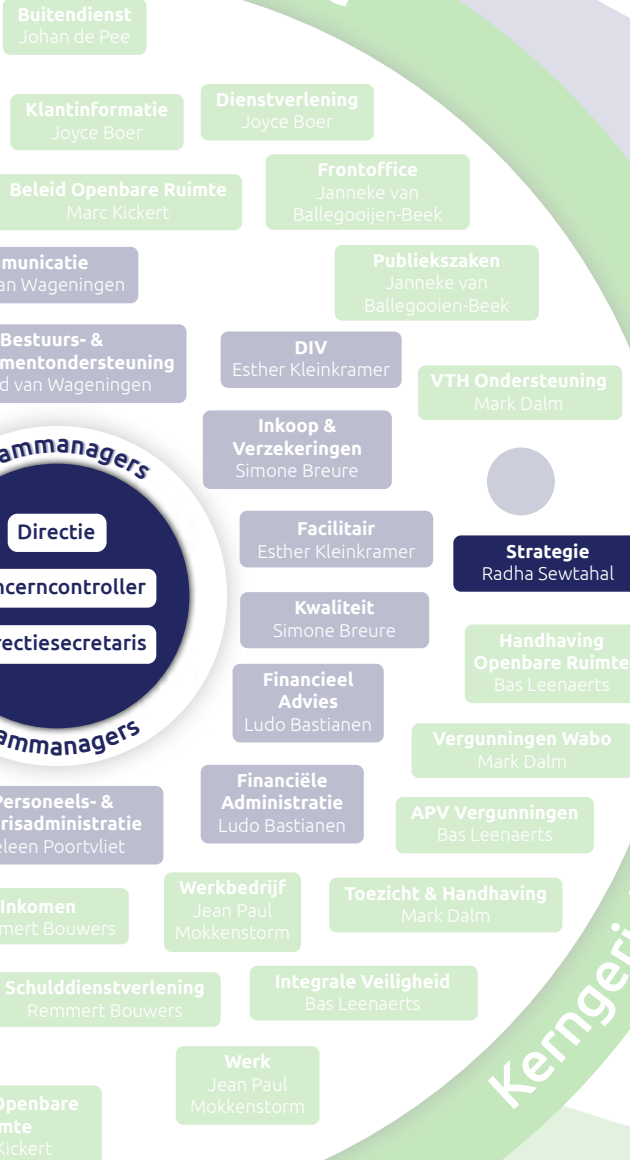 Buitendienst
Johan de Pee
Klantinformatie
Joyce Boer
Dienstverlening
Joyce Boer
Beleid Openbare Ruimte
Marc Kickert
Frontoffice
Janneke van
Ballegooijen-Beek
municatie
an Wageningen
Publiekszaken
Janneke van
Ballegooien-Beek
Bestuurs- &
mentondersteuning
d van Wageningen
DIV
Esther Kleinkramer
VTH Ondersteuning
Mark Dalm
Inkoop &
Verzekeringen
Simone Breure
ammanagers
Directie
ncerncontroller
rectiesecretaris
ammanagers
Facilitair
Esther Kleinkramer
Strategie
Radha Sewtahal
Kwaliteit
Simone Breure
Handhaving
Openbare Ruimte
Bas Leenaerts
Financieel
Advies
Ludo Bastianen
Vergunningen Wabo
Mark Dalm
Personeels- &
risadministratie
eleen Poortvliet
Financiële
Administratie
Ludo Bastianen
APV Vergunningen
Bas Leenaerts
Inkomen
mert Bouwers
Werkbedrijf
Jean Paul
Mokkenstorm
Toezicht & Handhaving
Mark Dalm
Schulddienstverlening
Remmert Bouwers
Integrale Veiligheid
Bas Leenaerts
Werk
Jean Paul
Mokkenstorm
Openbare
mte
Kickert
Kerngeri